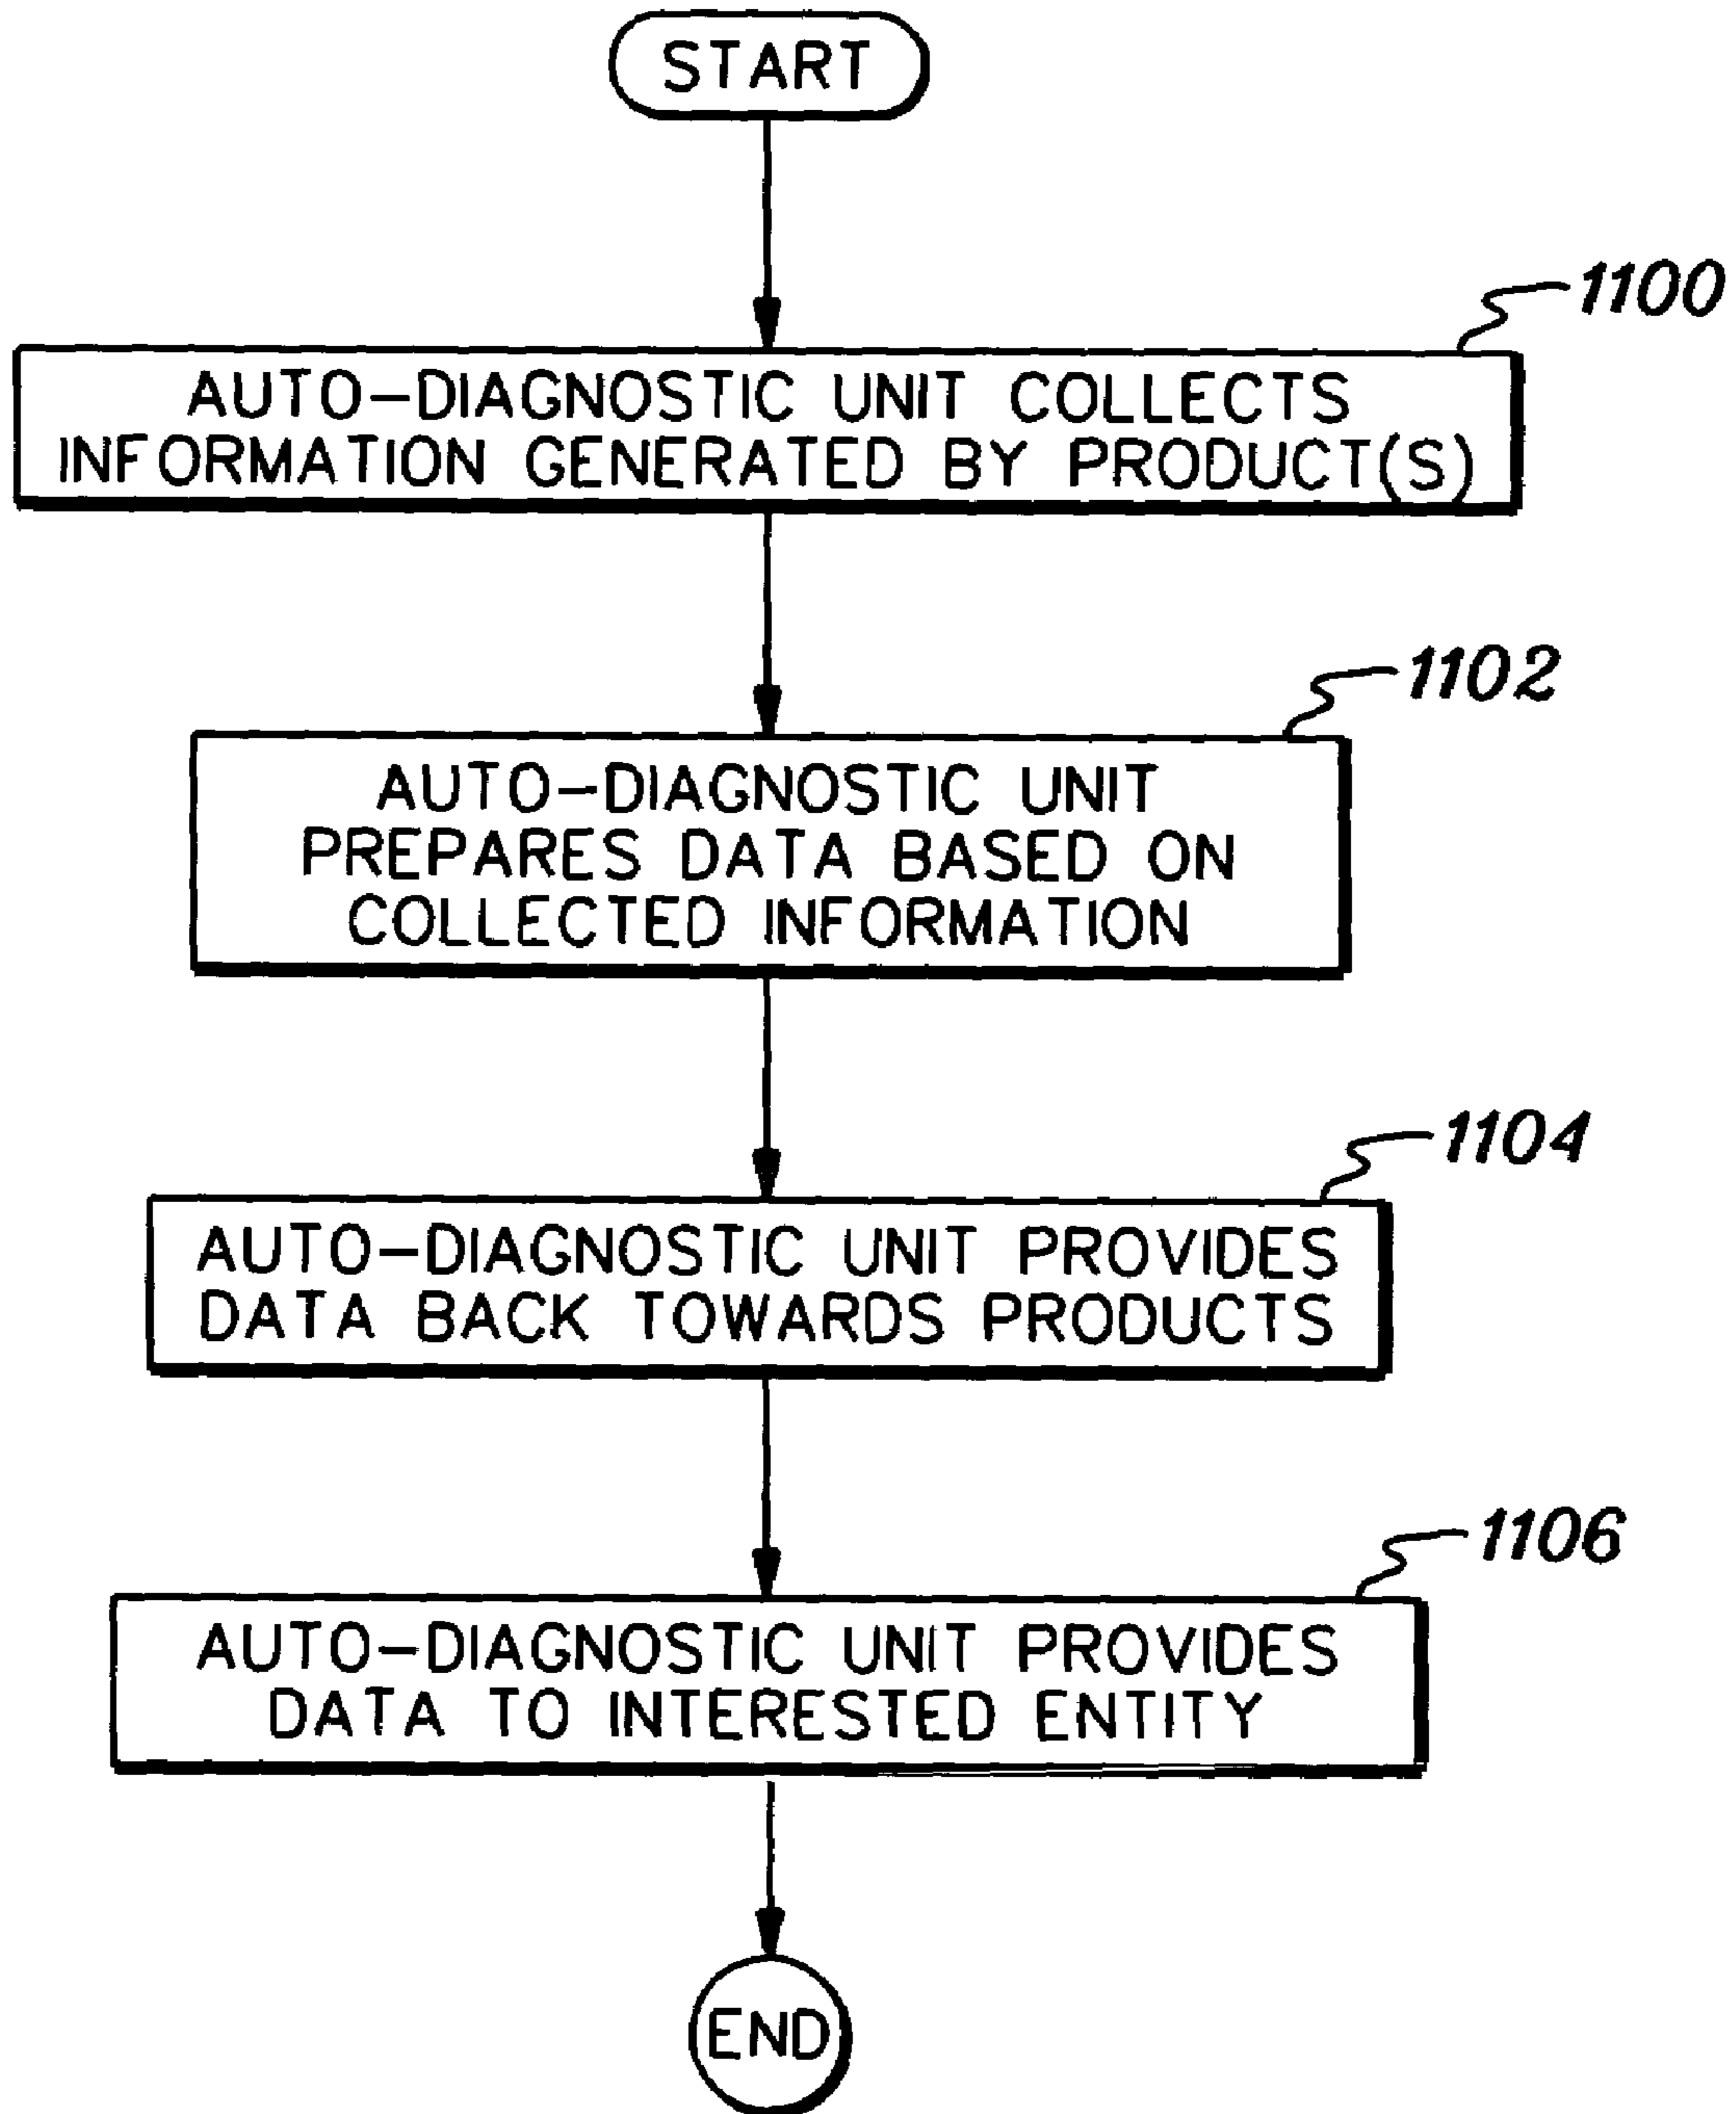 START
1100
AUTO-DIAGNOSTIC UNIT COLLECTS
INFORMATION GENERATED BY PRODUCT(S)
1102
AUTO-DIAGNOSTIC UNIT
PREPARES DATA BASED ON
COLLECTED INFORMATION
1104
AUTO-DIAGNOSTIC UNIT PROVIDES
DATA BACK TOWARDS PRODUCTS
1106
AUTO-DIAGNOSTIC UNIT PROVIDES
DATA TO INTERESTED ENTITY
END